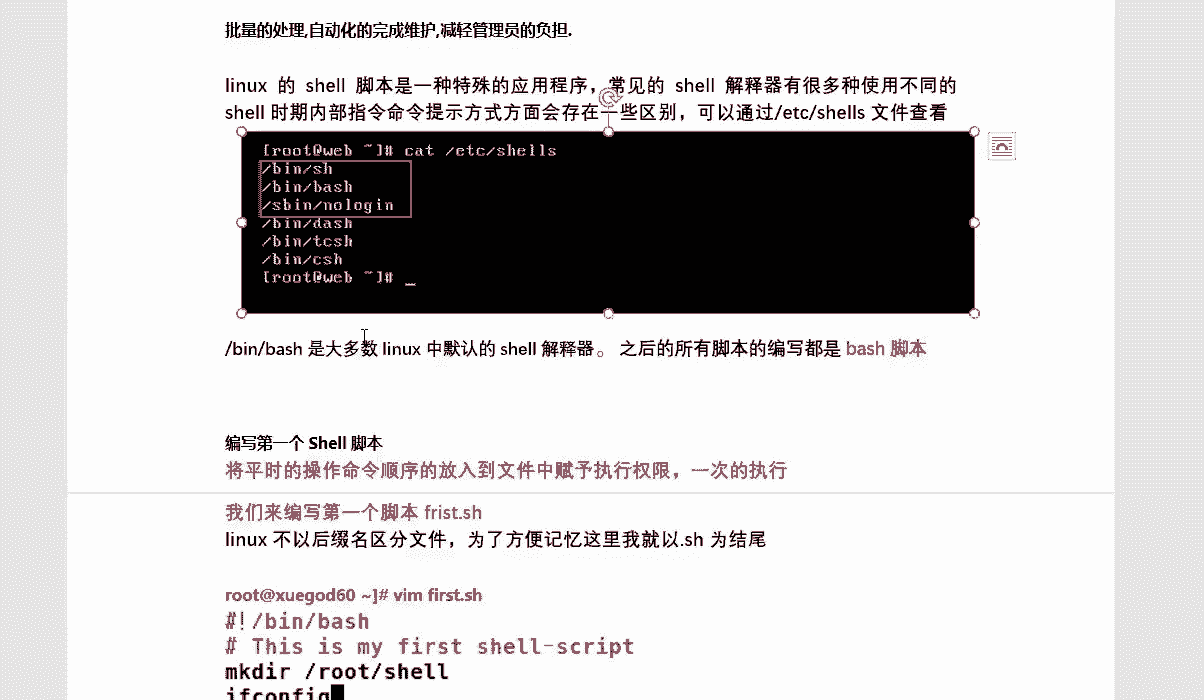 批量的处理,自动化的完成维护,减轻管理员的负担.
linux 的 shell 脚本是一种特殊的应用程序，常见的 shell 解释器有很多种使用不同的
shell 时期内部指令命令提示方式方面会存在一些区别，可以通过/etc/shells 文件查看
[root@web ~]# cat /etc/shells
/bin/sh
/bin/bash
/sbin/nologin
/bin/dash
/bin/tcsh
/bin/csh
[root@web ~]# _
/bin/bash 是大多数 linux 中默认的 shell 解释器。 之后的所有脚本的编写都是 bash 脚本
编写第一个 Shell 脚本
将平时的操作命令顺序的放入到文件中赋予执行权限，一次的执行
我们来编写第一个脚本 frist.sh
linux 不以后缀名区分文件，为了方便记忆这里我就以.sh 为结尾
root@xuegod60 ~]# vim first.sh
#!/bin/bash
# This is my first shell-script
mkdir /root/shell
ifconfig